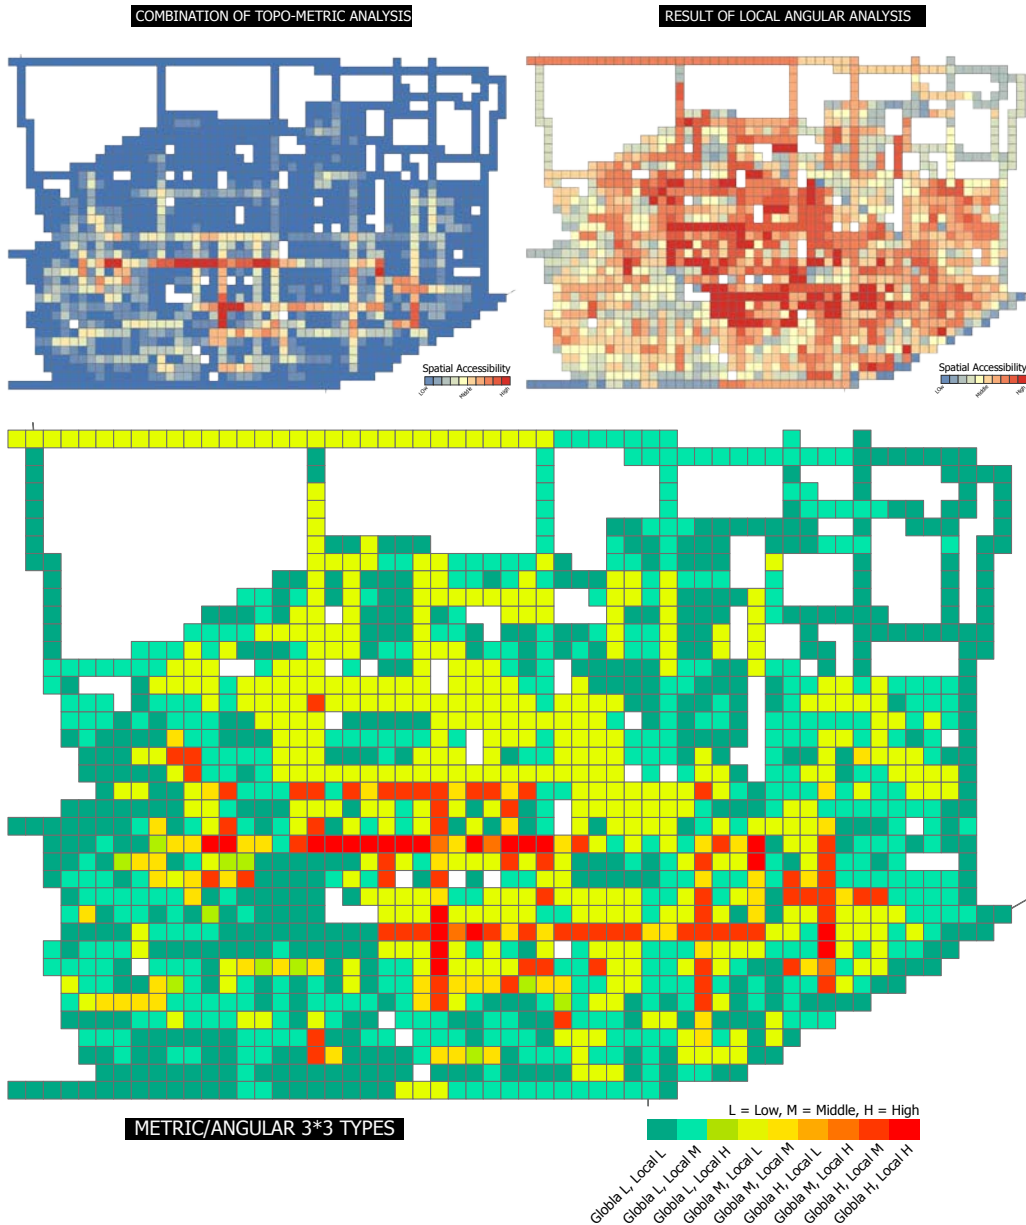 COMBINATION OF TOPO-METRIC ANALYSIS
RESULT OF LOCAL ANGULAR ANALYSIS
Spatial Accessibility
LOw
Middle
High
Spatial Accessibility
LOw
Middle
High
METRIC/ANGULAR 3*3 TYPES
L = Low, M = Middle, H = High
Globla L, Local L
Globla L, Local M
Globla L, Local H
Globla M, Local L
Globla M, Local M
Globla H, Local L
Globla M, Local H
Globla H, Local M
Globla H, Local H